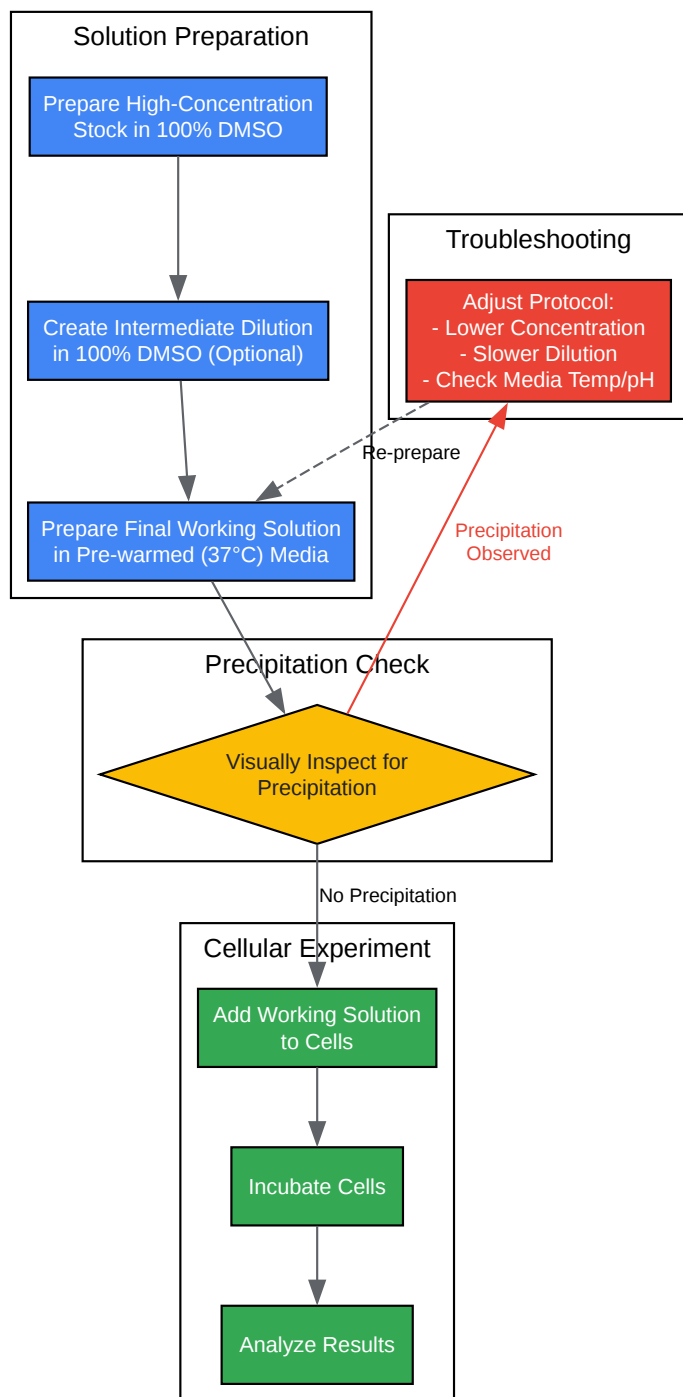 Solution Preparation
Prepare High-Concentration
Stock in 100% DMSO
Create Intermediate Dilution
in 100% DMSO (Optional)
Prepare Final Working Solution
in Pre-warmed (37°C) Media
Troubleshooting
Adjust Protocol:
- Lower Concentration
- Slower Dilution
- Check Media Temp/pH
Re-prepare
Precipitation
Observed
Precipitation Check
Visually Inspect for
Precipitation
No Precipitation
Cellular Experiment
Add Working Solution
to Cells
Incubate Cells
Analyze Results